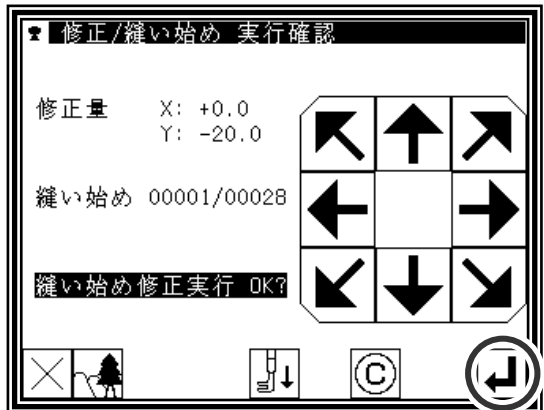 修正/縫い始め 実行確認
修正量 X: +0.0
Y: -20.0
縫い始め 00001/00028
縫い始め修正実行 OK?
C